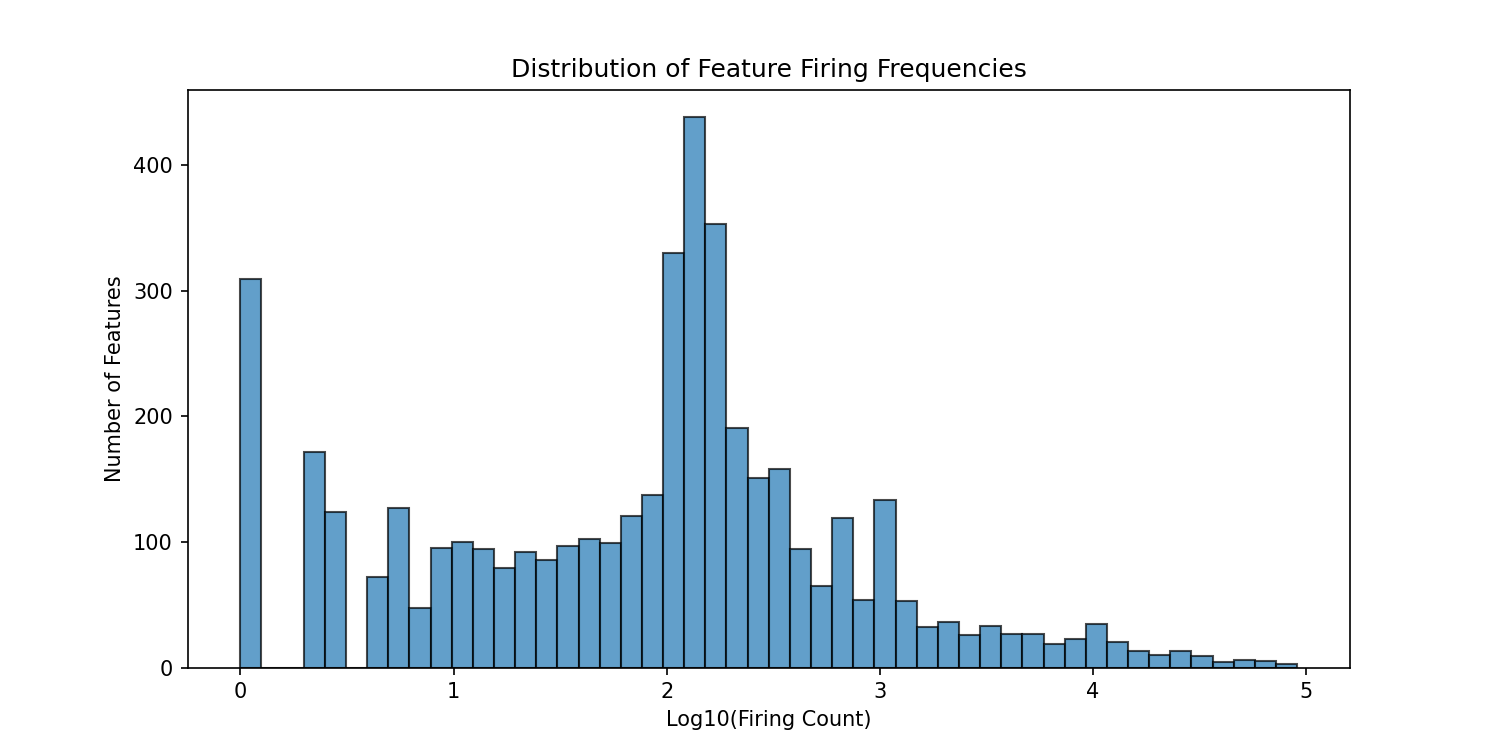 Distribution of Feature Firing Frequencies
Number of Features
400
300
200
100
0
0 1 2 3 4 5
Log10(Firing Count)